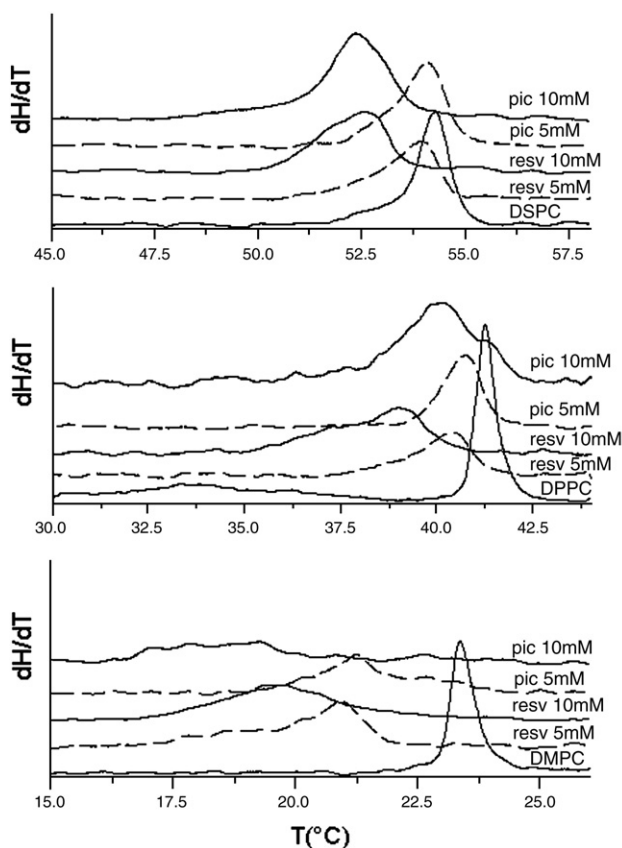 dH/dT
pic 10mM
pic 5mM
resv 10mM
resv 5mM
DSPC
45.0 47.5 50.0 52.5 55.0 57.5
dH/dT
pic 10mM
pic 5mM
resv 10mM
resv 5mM
DPPC
30.0 32.5 35.0 37.5 40.0 42.5
dH/dT
pic 10mM
pic 5mM
resv 10mM
resv 5mM
DMPC
15.0 17.5 20.0 22.5 25.0
T(°C)